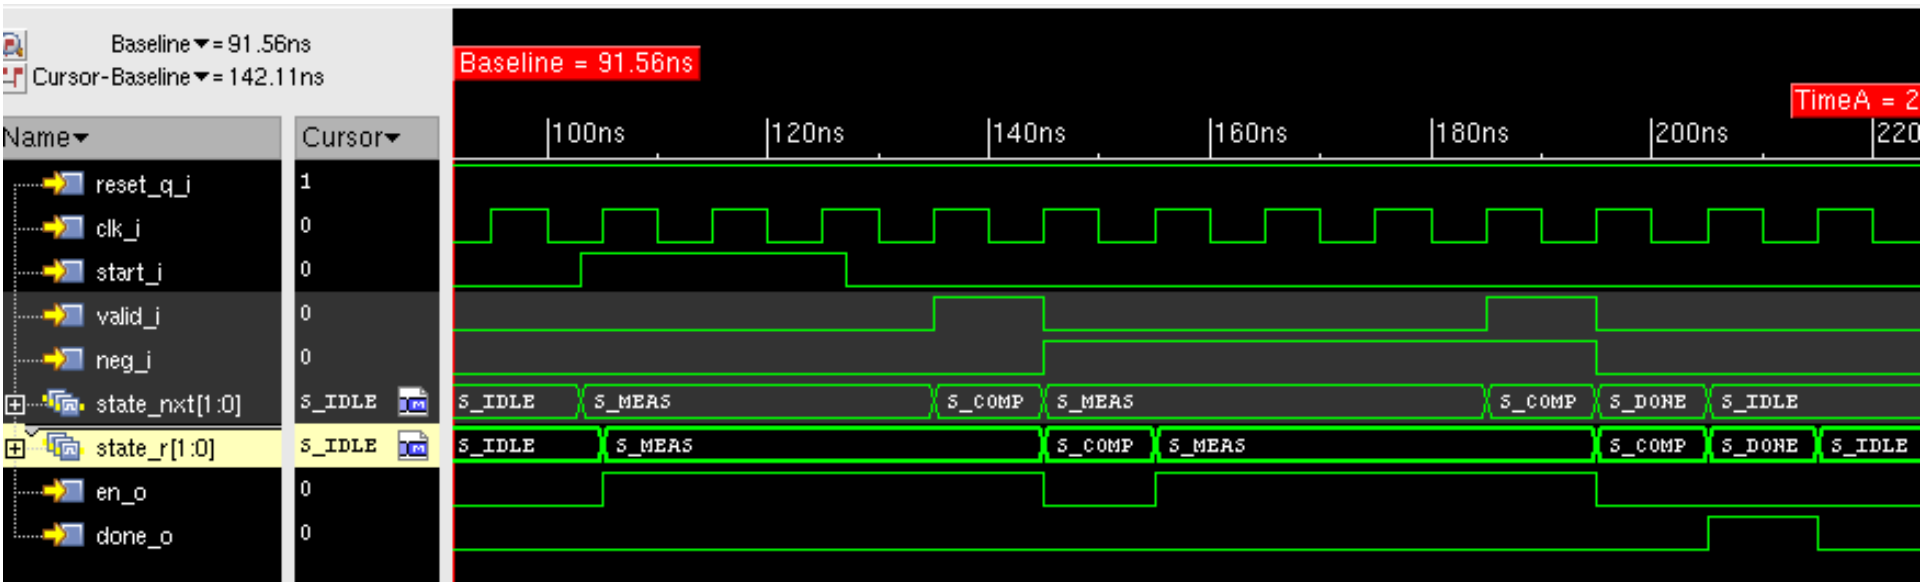 Baseline▾= 91.56ns
Cursor-Baseline▾= 142.11ns
Baseline = 91.56ns
TimeA = 2
Name▾ Cursor▾ 100ns 120ns 140ns 160ns 180ns 200ns 220
reset_q_i 1
clk_i 0
start_i 0
valid_i 0
neg_i 0
state_nxt[1:0] S_IDLE S_IDLE S_MEAS S_COMP S_MEAS S_COMP S_DONE S_IDLE
state_r[1:0] S_IDLE S_IDLE S_MEAS S_COMP S_MEAS S_COMP S_DONE S_IDLE
en_o 0
done_o 0